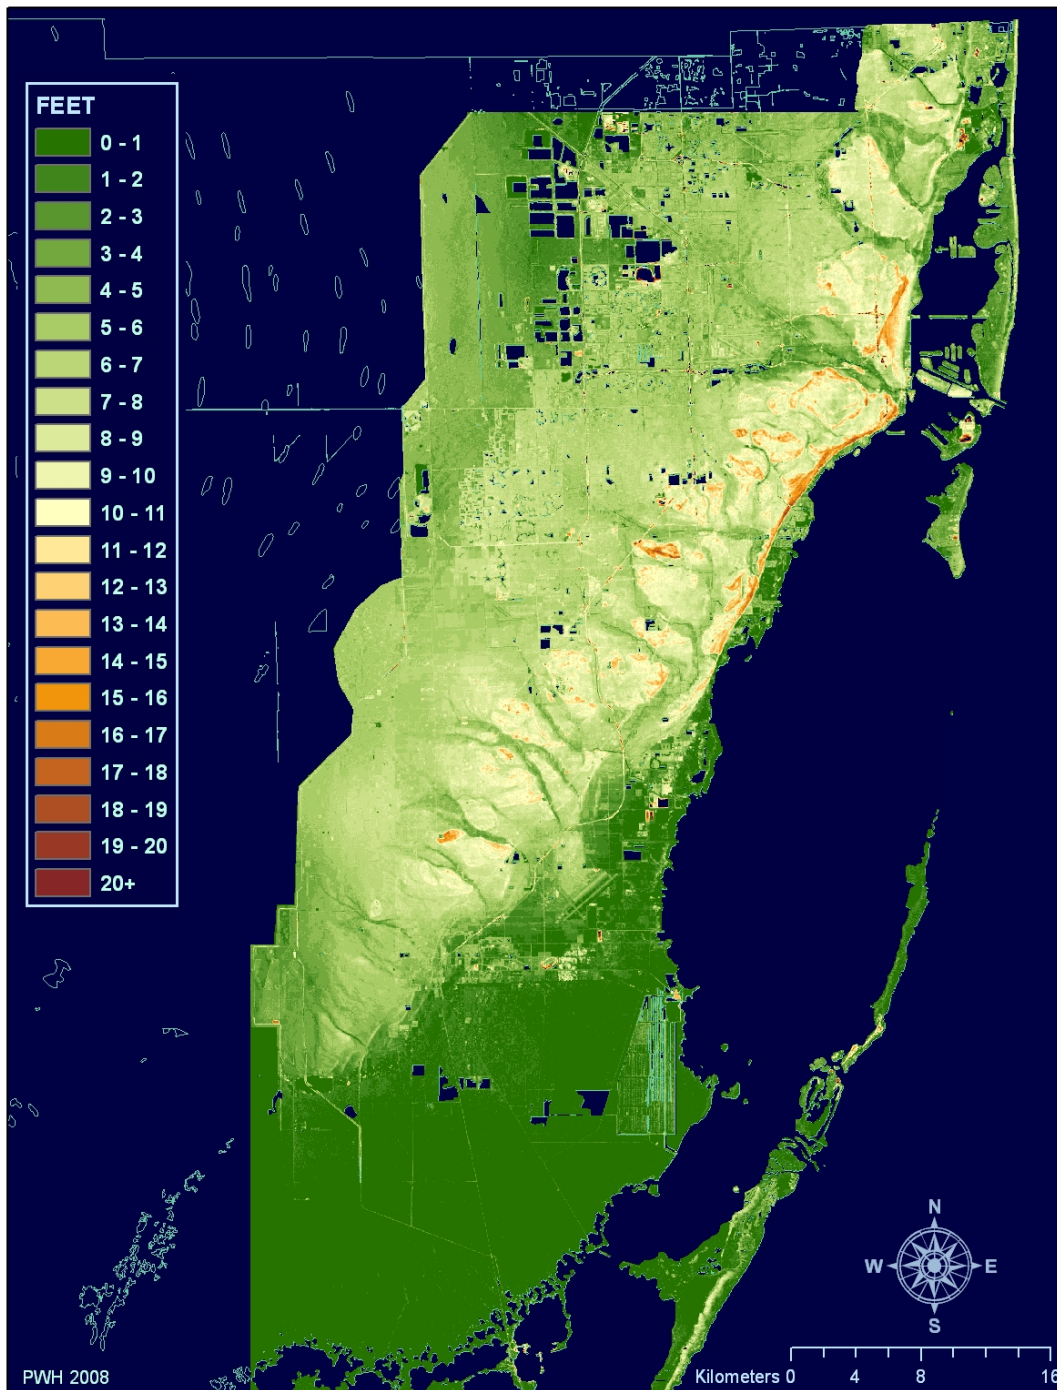 FEET
0 - 1
1 - 2
2 - 3
3 - 4
4 - 5
5 - 6
6 - 7
7 - 8
8 - 9
9 - 10
10 - 11
11 - 12
12 - 13
13 - 14
14 - 15
15 - 16
16 - 17
17 - 18
18 - 19
19 - 20
20+
N
W E
S
PWH 2008
Kilometers 0 4 8 16